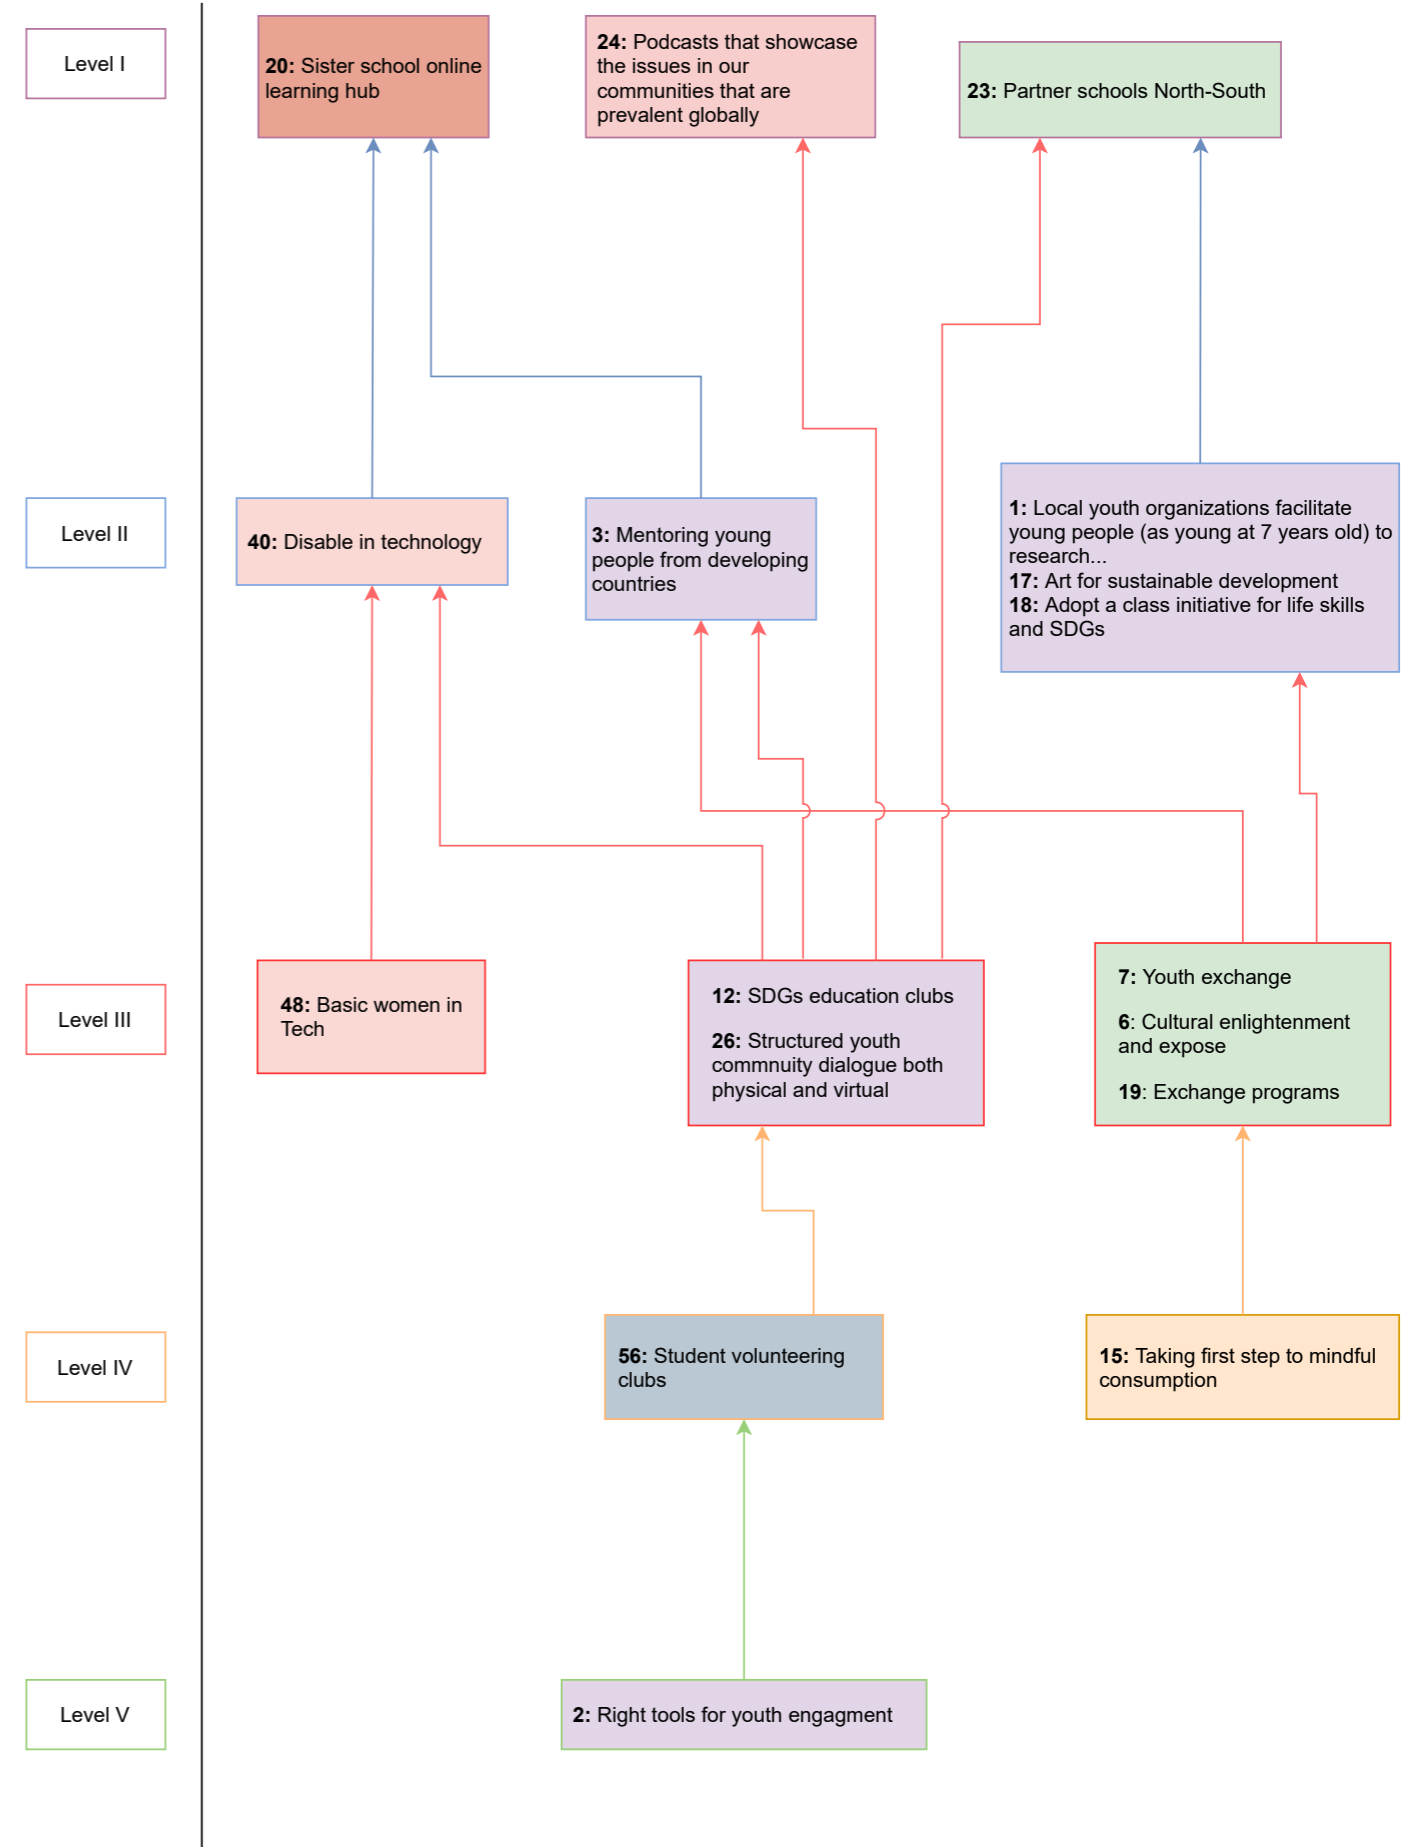 Level I
20: Sister school online
learning hub
24: Podcasts that showcase
the issues in our
communities that are
prevalent globally
23: Partner schools North-South
Level II
40: Disable in technology
3: Mentoring young
people from developing
countries
1: Local youth organizations facilitate
young people (as young at 7 years old) to
research...
17: Art for sustainable development
18: Adopt a class initiative for life skills
and SDGs
Level III
48: Basic women in
Tech
12: SDGs education clubs
26: Structured youth
commnuity dialogue both
physical and virtual
7: Youth exchange
6: Cultural enlightenment
and expose
19: Exchange programs
Level IV
56: Student volunteering
clubs
15: Taking first step to mindful
consumption
Level V
2: Right tools for youth engagment